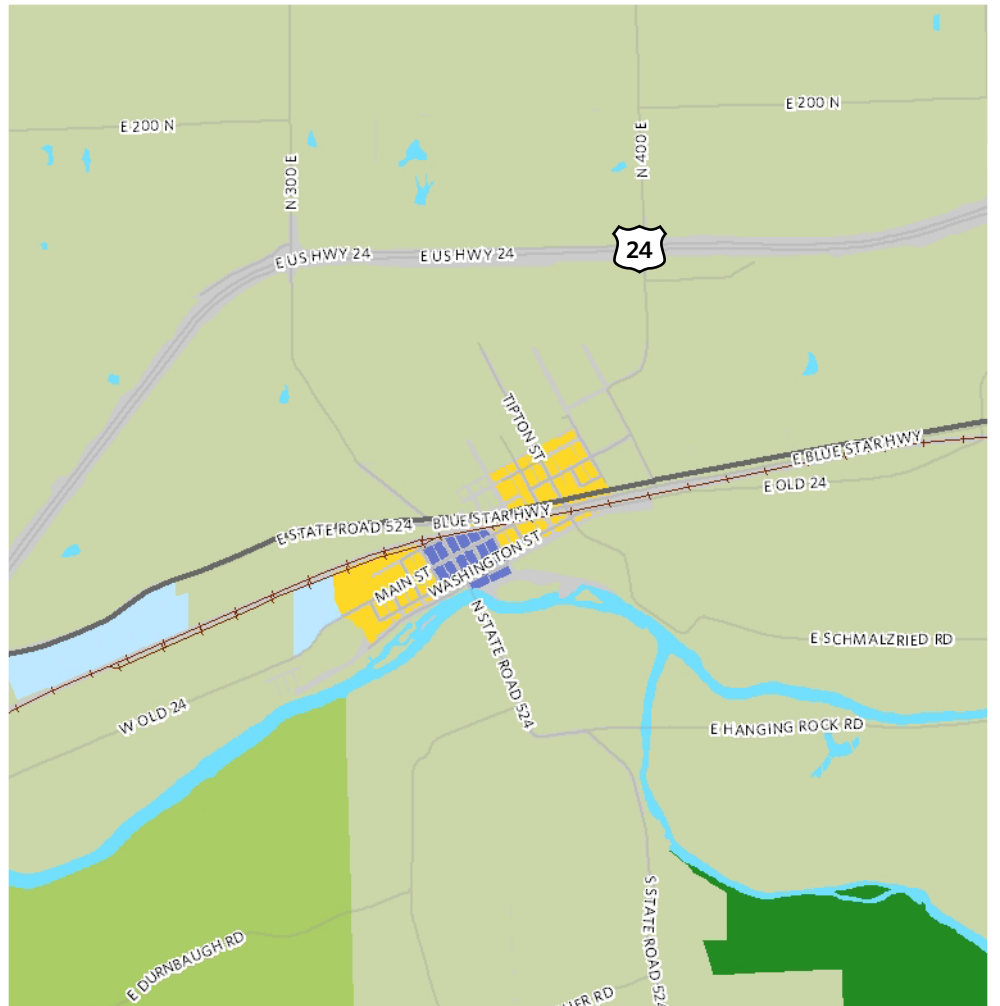 E 200 N
E 200 N
N 400 E
N 300 E
24
E US HWY 24
E US HWY 24
TIPTON ST
E BLUE STAR HWY
E OLD 24
BLUE STAR HWY
E STATE ROAD 524
WASHINGTON ST
MAIN ST
E SCHMALZRIED RD
N STATE ROAD 524
W OLD 24
E HANGING ROCK RD
S STATE ROAD 52
E DURNBAUGH RD
RD